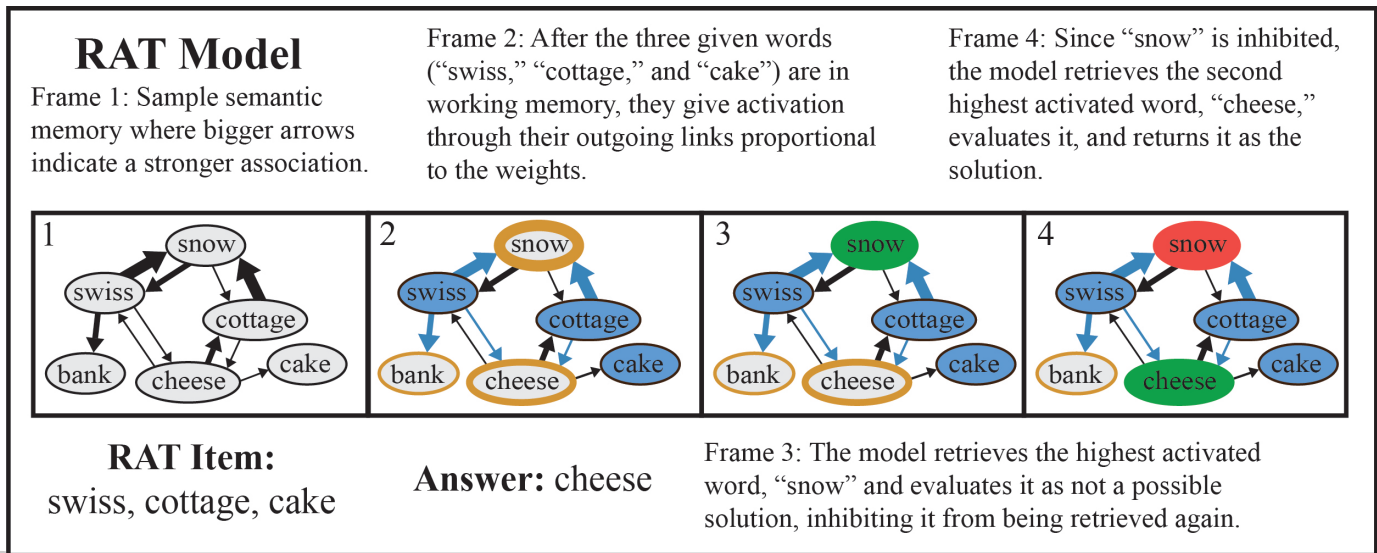 RAT Model
Frame 1: Sample semantic
memory where bigger arrows
indicate a stronger association.
Frame 2: After the three given words
(“swiss,” “cottage,” and “cake”) are in
working memory, they give activation
through their outgoing links proportional
to the weights.
Frame 4: Since “snow” is inhibited,
the model retrieves the second
highest activated word, “cheese,”
evaluates it, and returns it as the
solution.
1
snow
swiss
cottage
cake
bank
cheese
2
snow
swiss
cottage
cake
bank
cheese
3
snow
swiss
cottage
cake
bank
cheese
4
snow
swiss
cottage
cake
bank
cheese
RAT Item:
swiss, cottage, cake
Answer: cheese
Frame 3: The model retrieves the highest activated
word, “snow” and evaluates it as not a possible
solution, inhibiting it from being retrieved again.